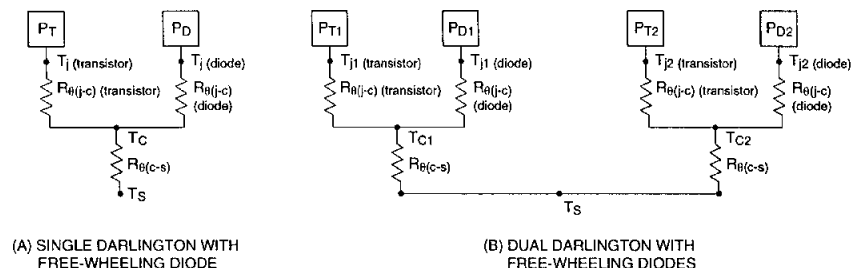 PT PD PT1 PD1 PT2 PD2
Tj (transistor) Tj (diode) Tj1 (transistor) Tj1 (diode) Tj2 (transistor) Tj2 (diode)
Rθ(j-c) (transistor) Rθ(j-c) (diode) Rθ(j-c) (transistor) Rθ(j-c) (diode) Rθ(j-c) (transistor) Rθ(j-c) (diode)
TC TC1 TC2
Rθ(c-s) Rθ(c-s) Rθ(c-s)
TS TS
(A) SINGLE DARLINGTON WITH
FREE-WHEELING DIODE
(B) DUAL DARLINGTON WITH
FREE-WHEELING DIODES